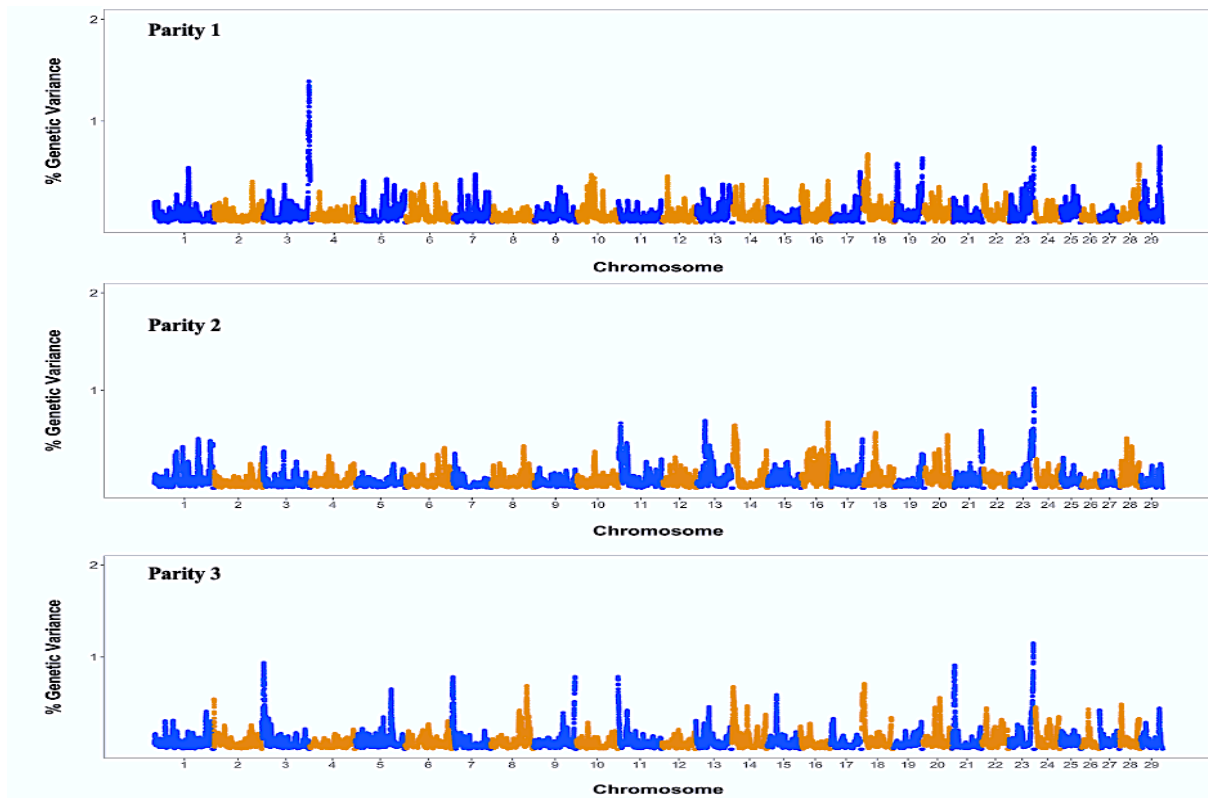 2
Parity 1
% Genetic Variance
1
1 2 3 4 5 6 7 8 9 10 11 12 13 14 15 16 17 18 19 20 21 22 23 24 25 26 27 28 29
Chromosome
2
Parity 2
% Genetic Variance
1
1 2 3 4 5 6 7 8 9 10 11 12 13 14 15 16 17 18 19 20 21 22 23 24 25 26 27 28 29
Chromosome
2
Parity 3
% Genetic Variance
1
1 2 3 4 5 6 7 8 9 10 11 12 13 14 15 16 17 18 19 20 21 22 23 24 25 26 27 28 29
Chromosome